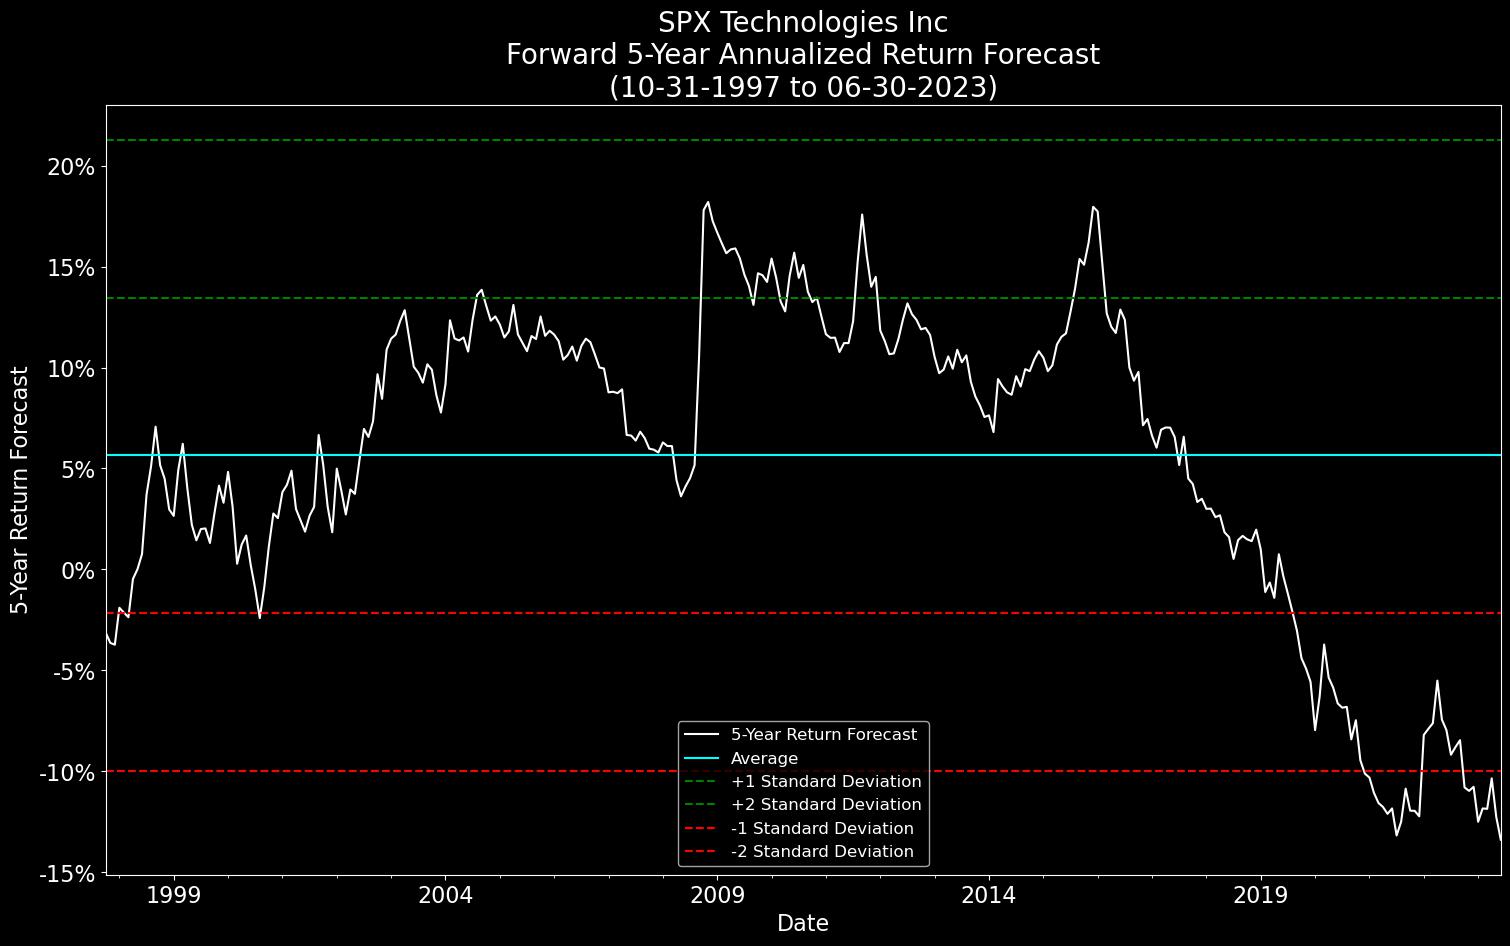 SPX Technologies Inc
Forward 5-Year Annualized Return Forecast
(10-31-1997 to 06-30-2023)
5-Year Return Forecast
20%
15%
10%
5%
0%
-5%
-10%
-15%
5-Year Return Forecast
Average
+1 Standard Deviation
+2 Standard Deviation
-1 Standard Deviation
-2 Standard Deviation
1999
2004
2009
2014
2019
Date